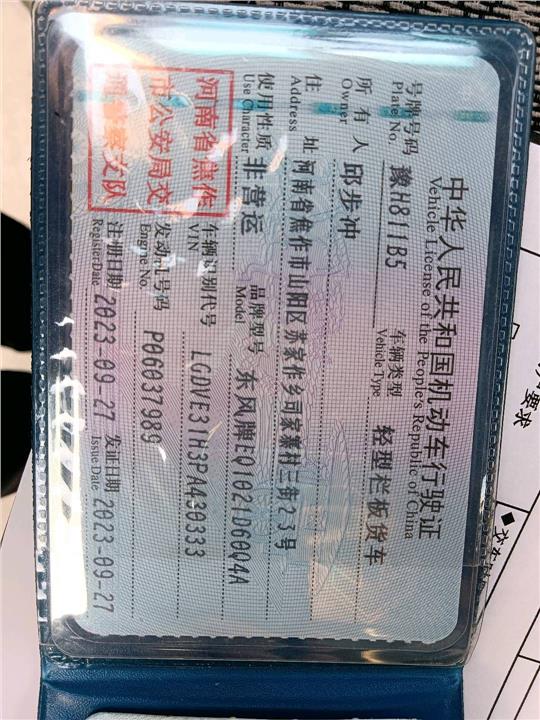 中华人民共和国机动车行驶证
Vehicle License of the People's Republic of China
号牌号码 豫H811B5 车辆类型 轻型栏板货车
Plate No. Vehicle Type
所有人 邱步冲
Owner
住址 河南省焦作市山阳区苏家作乡司家寨村三街23号
Address
使用性质 非营运 品牌型号 东风牌EQ1021D60Q4A
Use Character Model
河南省焦作
市公安局交
通警察支队
车辆识别代号 LGDVE31H3PA430333
VIN
发动机号码 P06037989
Engine No.
注册日期 2023-09-27 发证日期 2023-09-27
Register Date Issue Date
要求